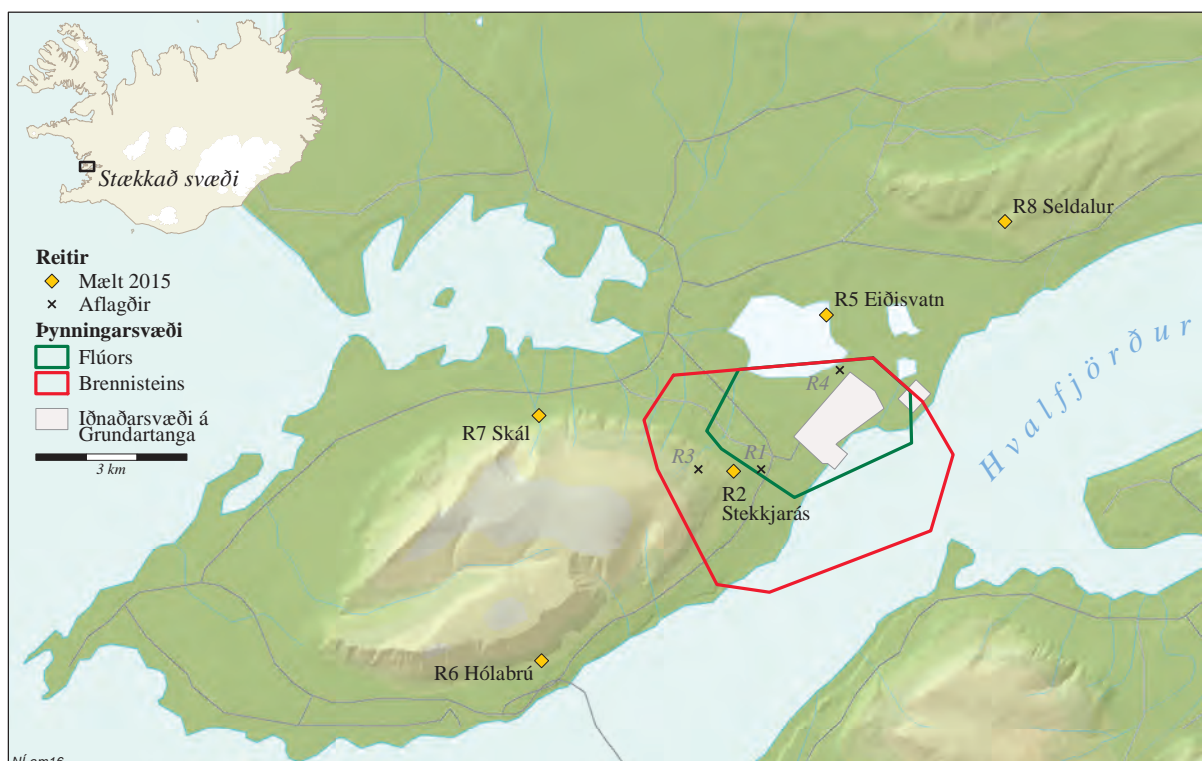 Stækkað svæði
Reitir
Mælt 2015
Aflagðir
Þynningarsvæði
Flúors
Brennisteins
Iðnaðarsvæði á
Grundartanga
3 km
R8 Seldalur
R5 Eiðisvatn
R4
R7 Skál
R3
R1
R2
Stekkjarás
R6 Hólabrú
Hvalfjörður